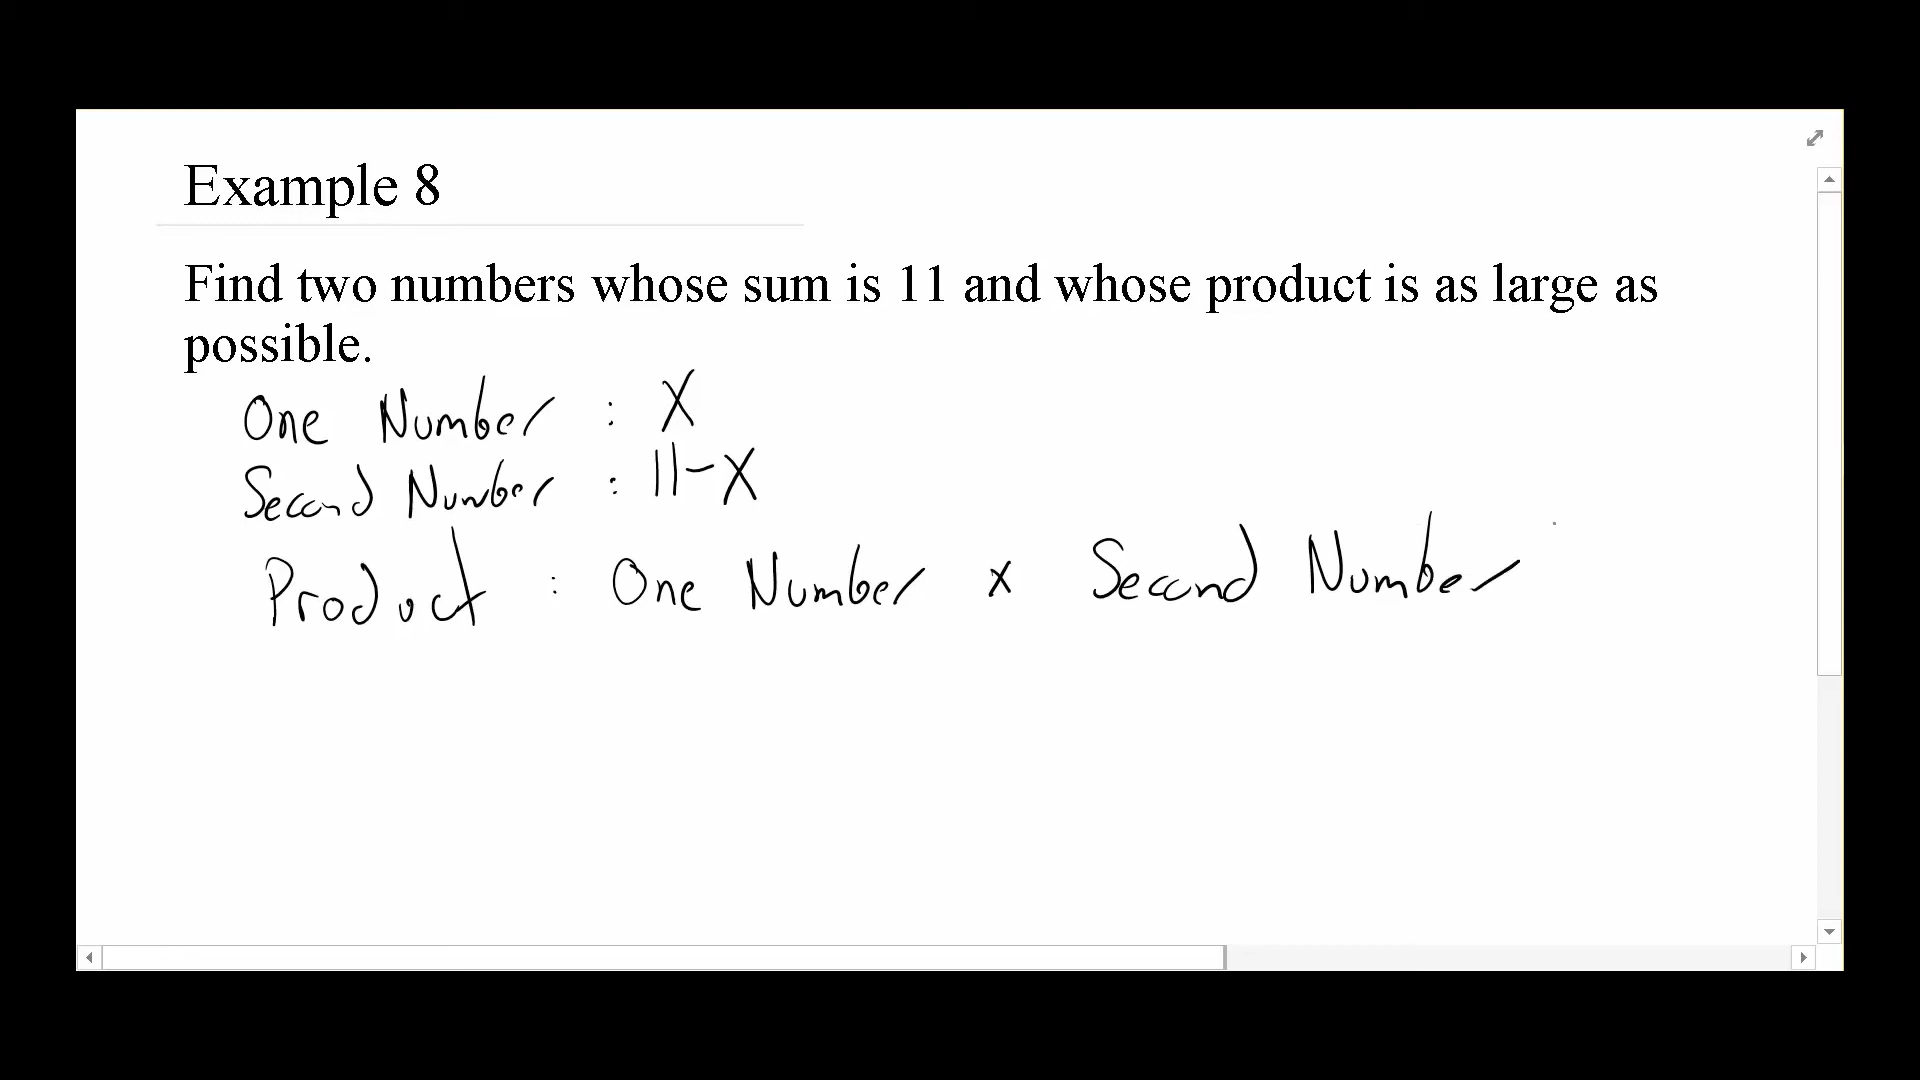 Example 8
Find two numbers whose sum is 11 and whose product is as large as
possible.
One Number : X
Second Number : 11-X
Product : One Number x Second Number